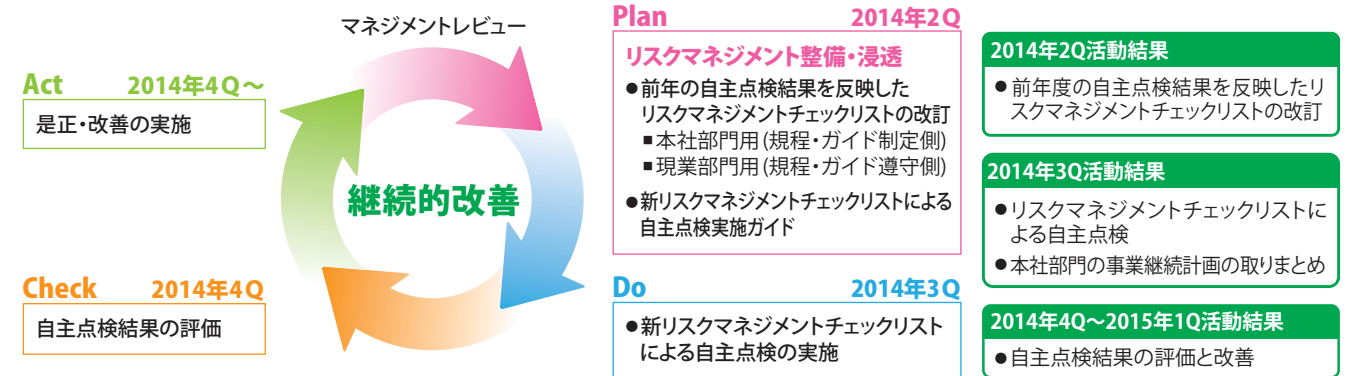 マネジメントレビュー
継続的改善
Plan 2014年2Q
リスクマネジメント整備・浸透
●前年の自主点検結果を反映した
リスクマネジメントチェックリストの改訂
■本社部門用(規程・ガイド制定側)
■現業部門用(規程・ガイド遵守側)
●新リスクマネジメントチェックリストによる
自主点検実施ガイド
Do 2014年3Q
●新リスクマネジメントチェックリスト
による自主点検の実施
Check 2014年4Q
自主点検結果の評価
Act 2014年4Q〜
是正・改善の実施
2014年2Q活動結果
●前年度の自主点検結果を反映したリ
スクマネジメントチェックリストの改訂
2014年3Q活動結果
●リスクマネジメントチェックリストに
よる自主点検
●本社部門の事業継続計画の取りまとめ
2014年4Q〜2015年1Q活動結果
●自主点検結果の評価と改善